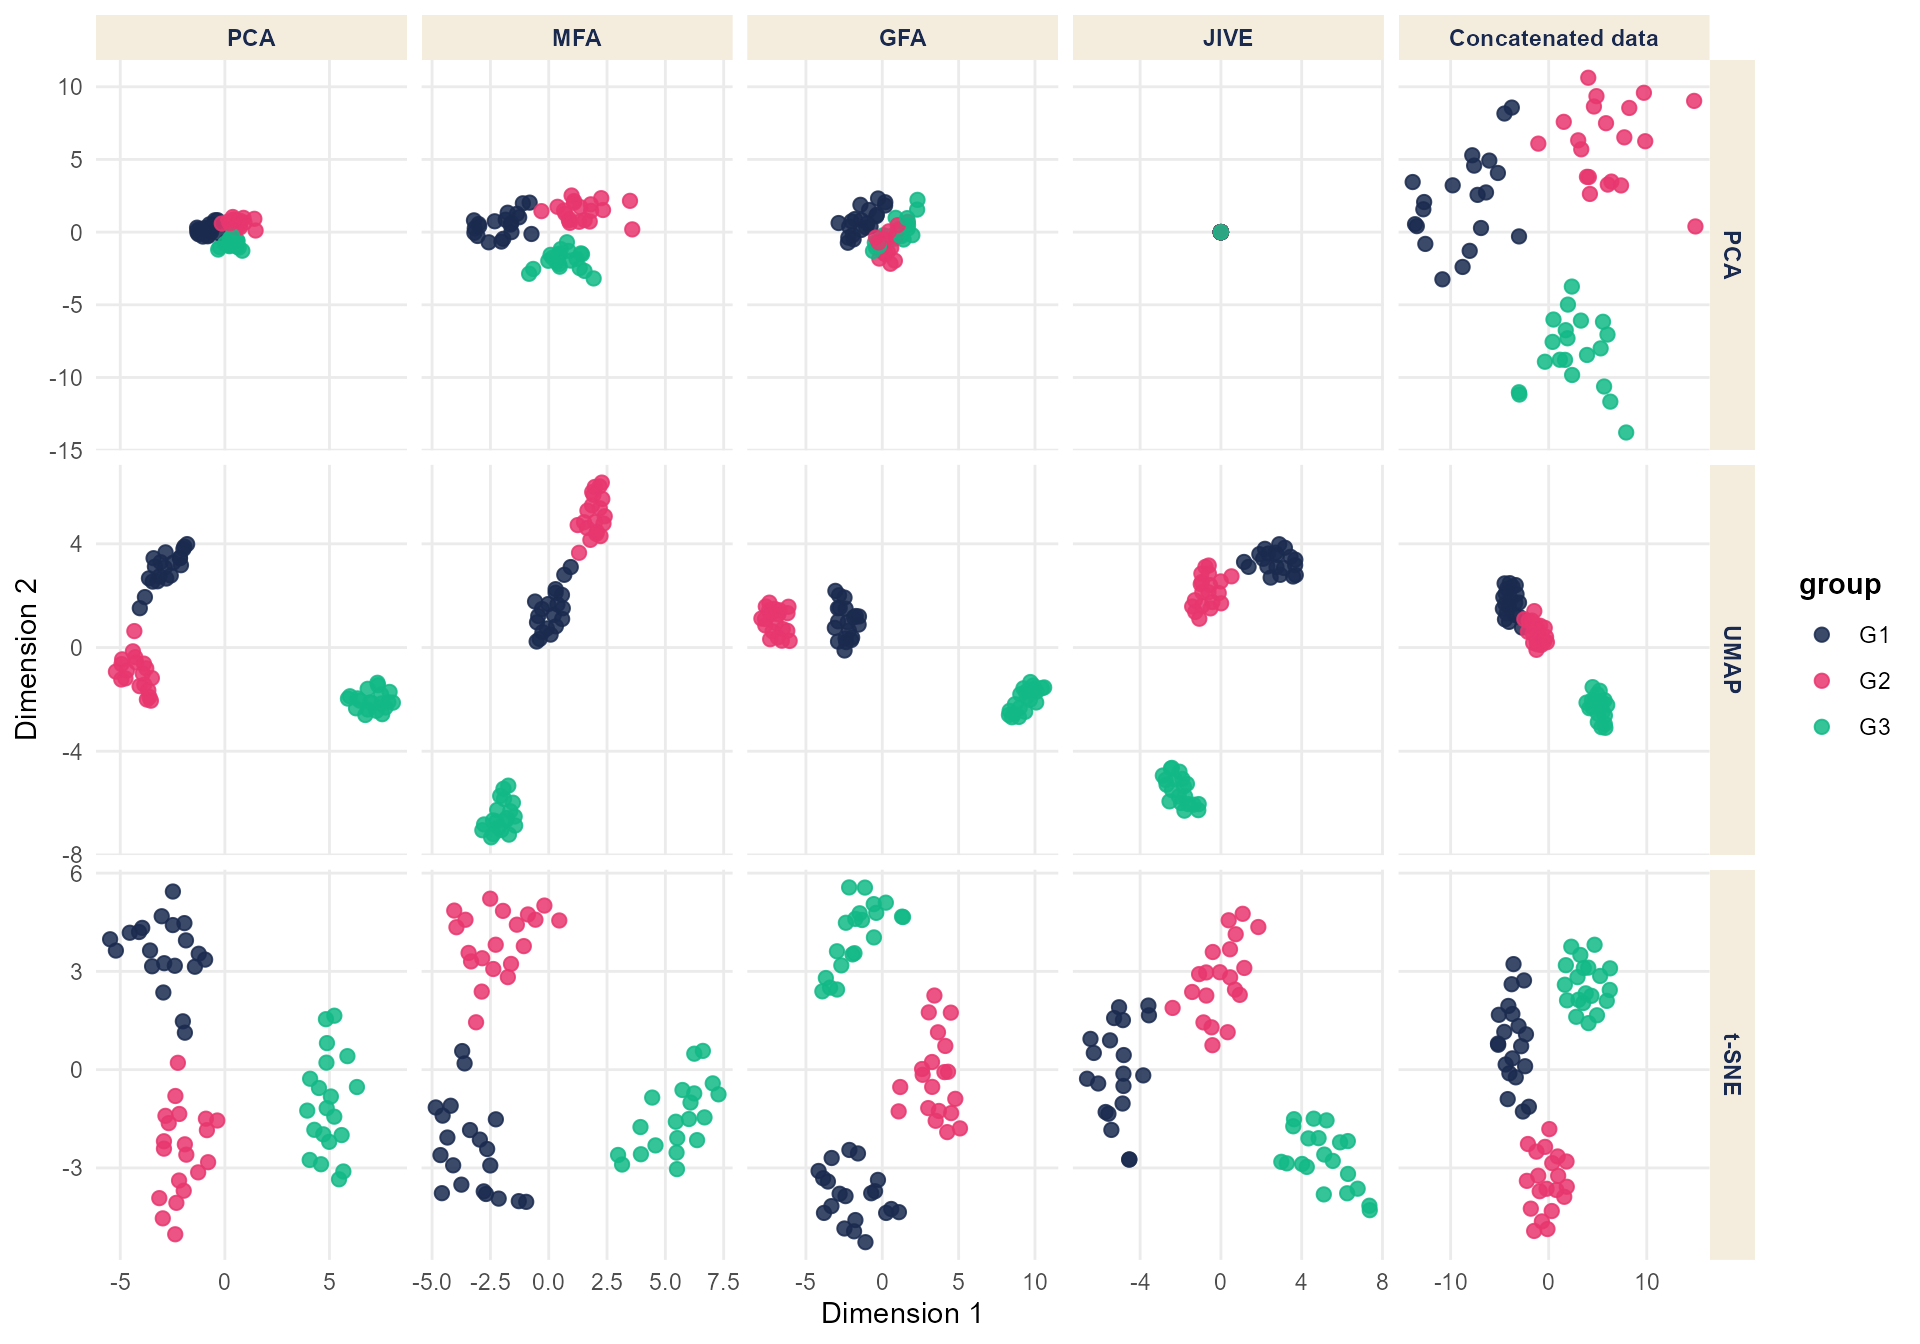 PCA MFA GFA JIVE Concatenated data
10
5
0
-5
-10
-15
PCA
4
0
-4
-8
UMAP
6
3
0
-3
t-SNE
-5 0 5 -5.0 -2.5 0.0 2.5 5.0 7.5 -5 0 5 10 -4 0 4 8 -10 0 10
Dimension 1
Dimension 2
group
G1
G2
G3